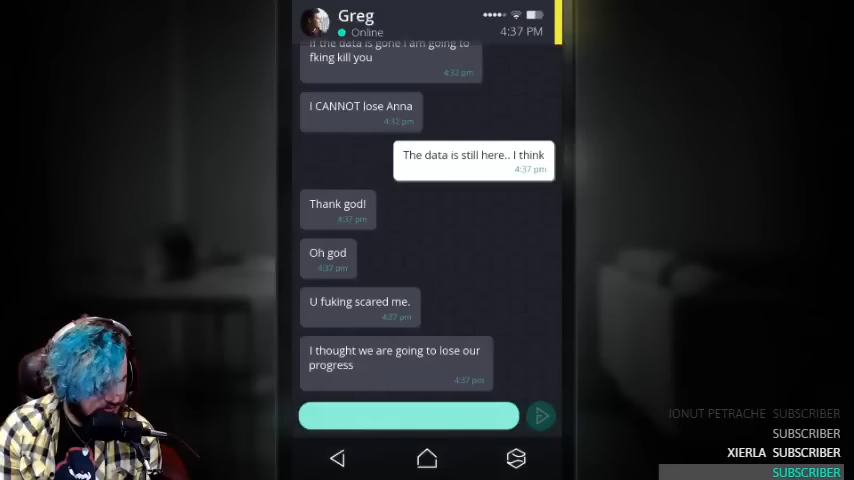 Greg
Online
4:37 PM
If the data is gone I am going to
fking kill you
4:32 pm
I CANNOT lose Anna
4:32 pm
The data is still here.. I think
4:37 pm
Thank god!
4:37 pm
Oh god
4:37 pm
U fuking scared me.
4:37 pm
I thought we are going to lose our
progress
4:37 pm
IONUT PETRACHE SUBSCRIBER
SUBSCRIBER
XIERLA SUBSCRIBER
SUBSCRIBER